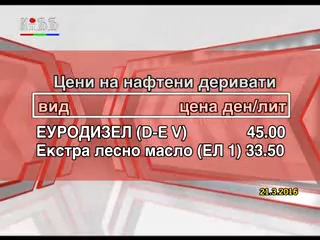 KISS
Цени на нафтени деривати
вид цена ден/лит
ЕУРОДИЗЕЛ (D-E V) 45.00
Екстра лесно масло (ЕЛ 1) 33.50
21.3.2016